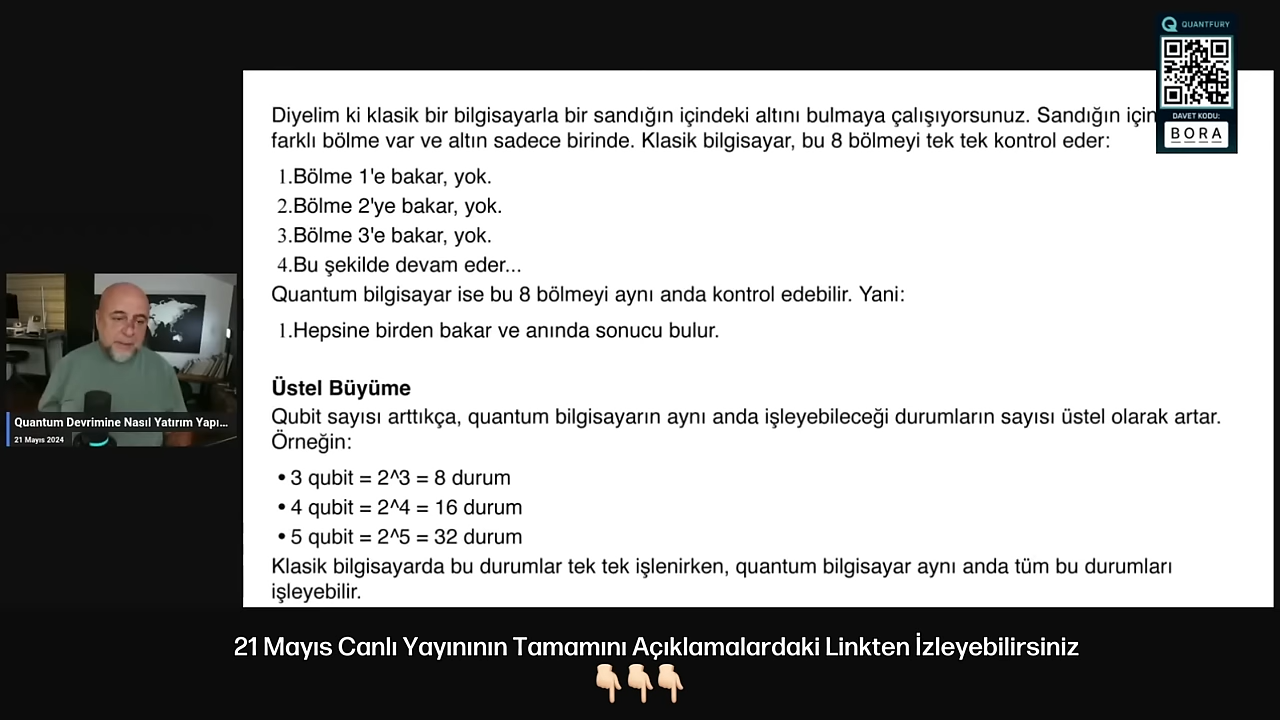 QUANTFURY
DAVET KODU:
BORA
Diyelim ki klasik bir bilgisayarla bir sandığın içindeki altını bulmaya çalışıyorsunuz. Sandığın
farklı bölme var ve altın sadece birinde. Klasik bilgisayar, bu 8 bölmeyi tek tek kontrol eder:
1.Bölme 1'e bakar, yok.
2.Bölme 2'ye bakar, yok.
3.Bölme 3'e bakar, yok.
4.Bu şekilde devam eder...
Quantum bilgisayar ise bu 8 bölmeyi aynı anda kontrol edebilir. Yani:
1.Hepsine birden bakar ve anında sonucu bulur.
Üstel Büyüme
Qubit sayısı arttıkça, quantum bilgisayarın aynı anda işleyebileceği durumların sayısı üstel olarak artar.
Örneğin:
• 3 qubit = 2^3 = 8 durum
• 4 qubit = 2^4 = 16 durum
• 5 qubit = 2^5 = 32 durum
Klasik bilgisayarda bu durumlar tek tek işlenirken, quantum bilgisayar aynı anda tüm bu durumları
işleyebilir.
Quantum Devrimine Nasıl Yatırım Yapı...
21 Mayıs 2024
21 Mayıs Canlı Yayınının Tamamını Açıklamalardaki Linkten İzleyebilirsiniz